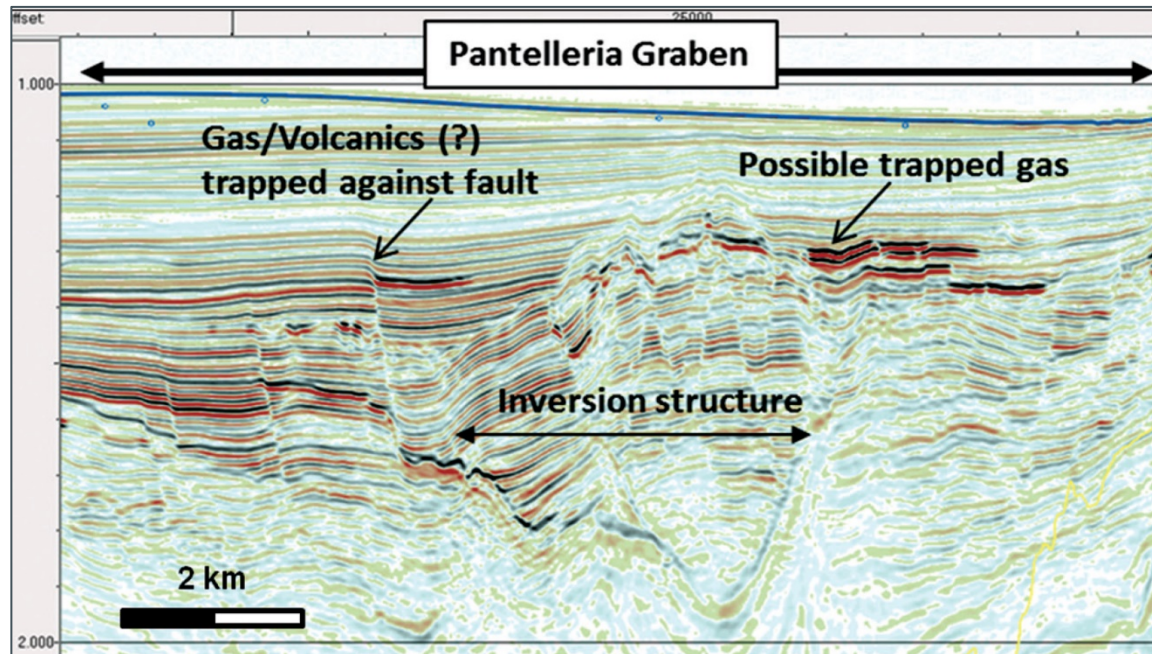 ffset:
25000
Pantelleria Graben
1.000
Gas/Volcanics (?)
trapped against fault
Possible trapped gas
Inversion structure
2 km
2.000